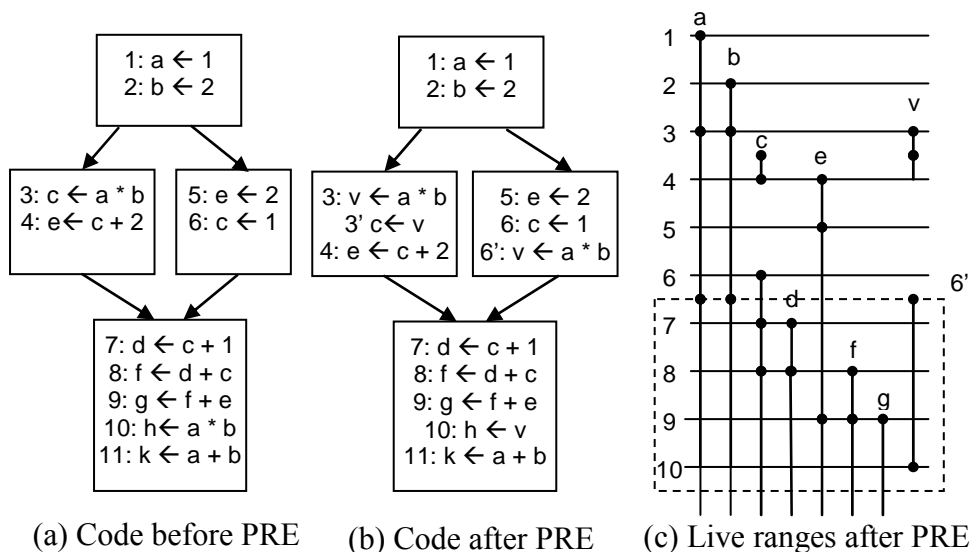 1: a ← 1
2: b ← 2
3: c ← a * b
4: e← c + 2
5: e ← 2
6: c ← 1
7: d ← c + 1
8: f ← d + c
9: g ← f + e
10: h← a * b
11: k ← a + b
(a) Code before PRE
1: a ← 1
2: b ← 2
3: v ← a * b
3’ c← v
4: e ← c + 2
5: e ← 2
6: c ← 1
6’: v ← a * b
7: d ← c + 1
8: f ← d + c
9: g ← f + e
10: h ← v
11: k ← a + b
(b) Code after PRE
a
1
b
2
v
3
c
e
4
5
6
6’
d
7
f
8
g
9
10
(c) Live ranges after PRE